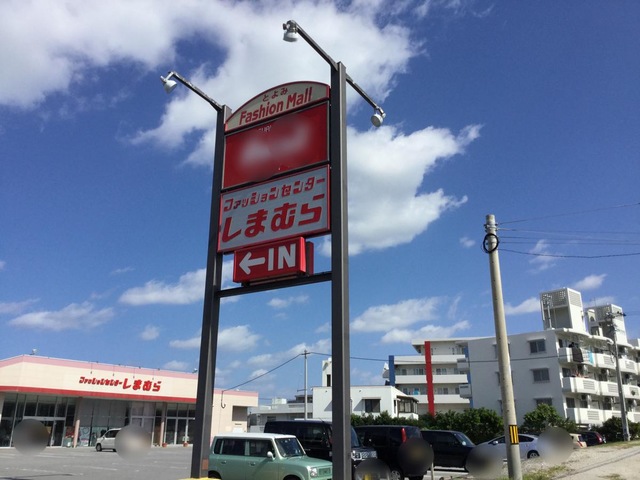 とよみ
Fashion Mall
ファッションセンター
しまむら
←IN
ファッションセンターしまむら